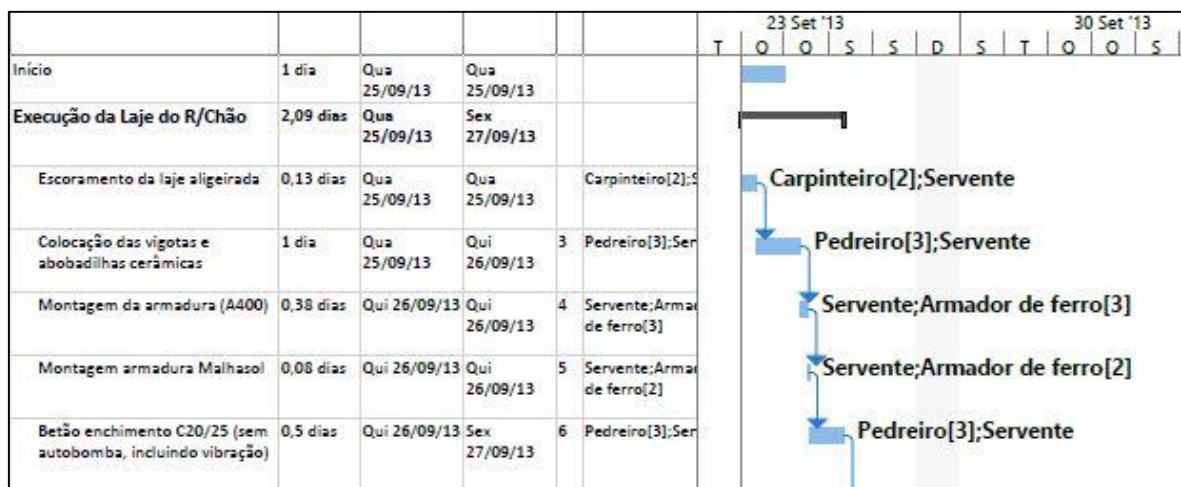 23 Set '13 30 Set '13
T Q Q S S D S T Q Q S
Início 1 dia Qua 25/09/13 Qua 25/09/13
Execução da Laje do R/Chão 2,09 dias Qua 25/09/13 Sex 27/09/13
Escoramento da laje aligeirada 0,13 dias Qua 25/09/13 Qua 25/09/13 Carpinteiro[2];S
Carpinteiro[2];Servente
Colocação das vigotas e abobadilhas cerâmicas 1 dia Qua 25/09/13 Qui 26/09/13 3 Pedreiro[3];Ser
Pedreiro[3];Servente
Montagem da armadura (A400) 0,38 dias Qui 26/09/13 Qui 26/09/13 4 Servente;Armad de ferro[3]
Servente;Armador de ferro[3]
Montagem armadura Malhasol 0,08 dias Qui 26/09/13 Qui 26/09/13 5 Servente;Armad de ferro[2]
Servente;Armador de ferro[2]
Betão enchimento C20/25 (sem autobomba, incluindo vibração) 0,5 dias Qui 26/09/13 Sex 27/09/13 6 Pedreiro[3];Ser
Pedreiro[3];Servente